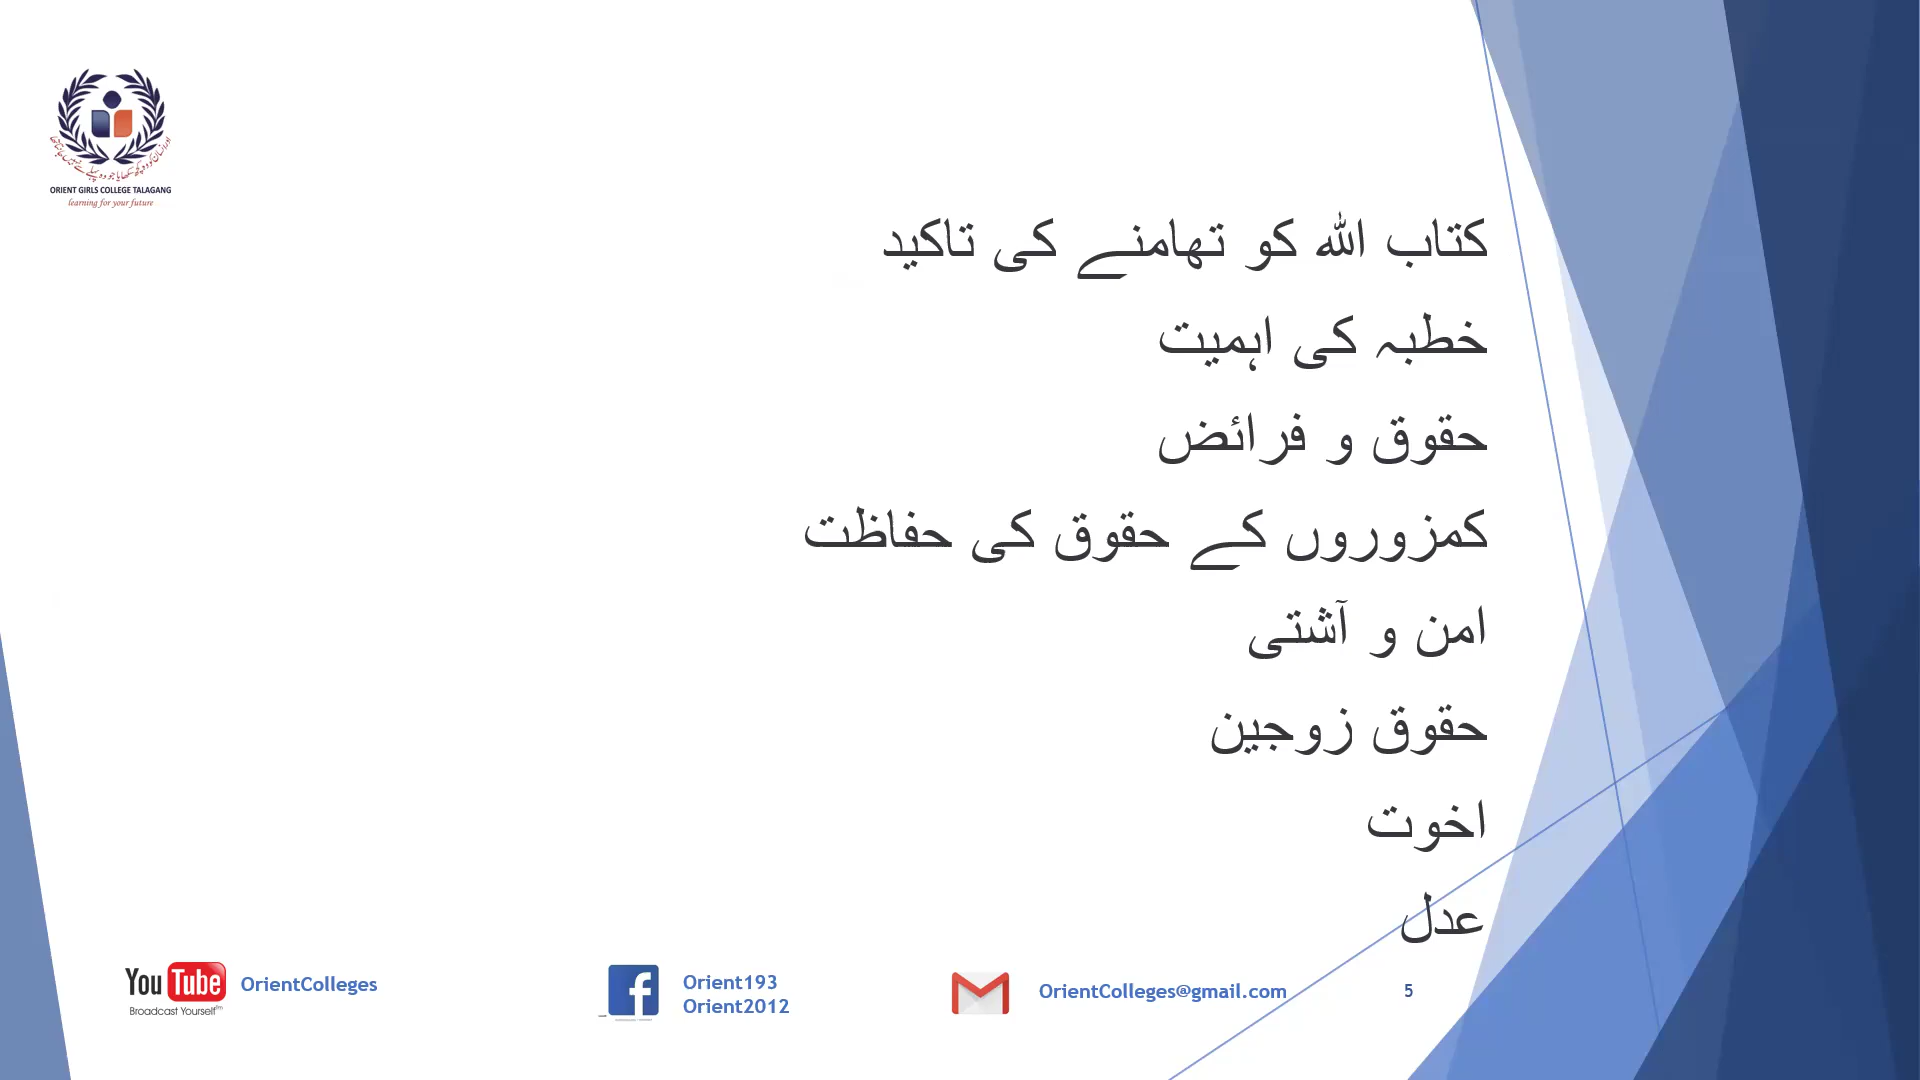 ORIENT GIRLS COLLEGE TALAGANG
learning for your future
کتاب اللہ کو تھامنے کی تاکید
خطبہ کی اہمیت
حقوق و فرائض
کمزوروں کے حقوق کی حفاظت
امن و آشتی
حقوق زوجین
اخوت
عدل
You Tube
Broadcast Yourself™
OrientColleges
Orient193
Orient2012
OrientColleges@gmail.com
5